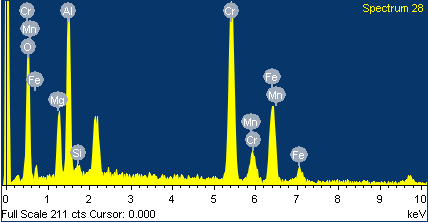 Spectrum 28
Cr
Mn
O
Fe
Al
Mg
Si
Cr
Mn
Cr
Fe
Mn
Fe
0 1 2 3 4 5 6 7 8 9 10
Full Scale 211 cts Cursor: 0.000 keV